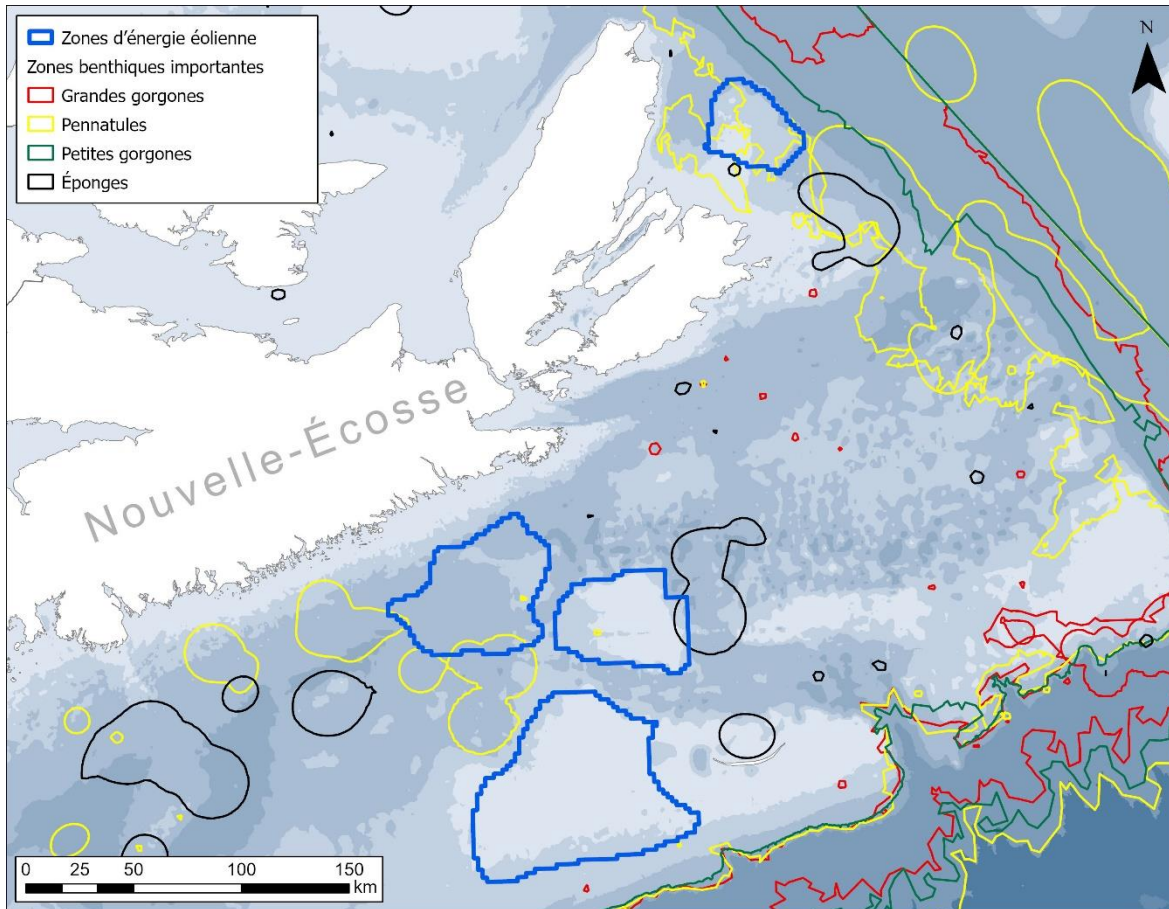 Zones d'énergie éolienne
Zones benthiques importantes
Grandes gorgones
Pennatules
Petites gorgones
Éponges
N
Nouvelle-Écosse
0 25 50 100 150
km